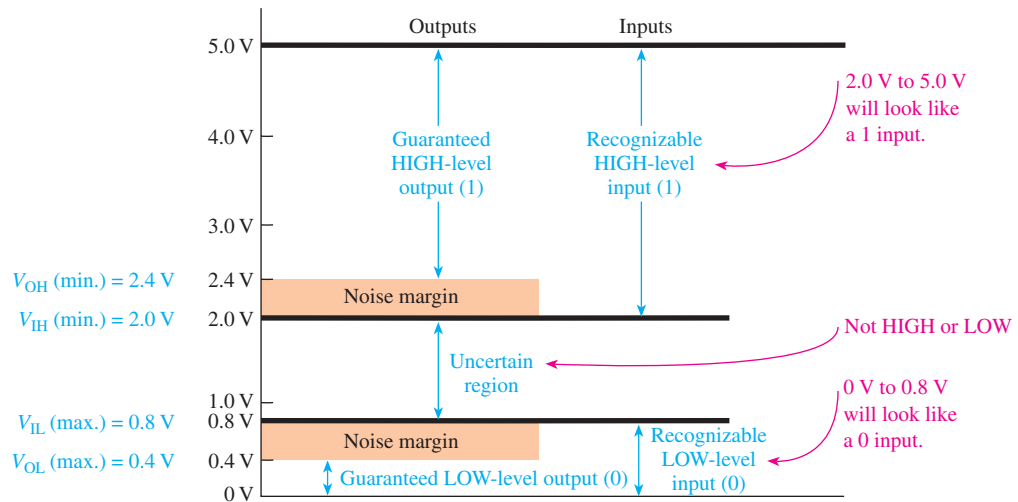 Outputs
Inputs
5.0 V
2.0 V to 5.0 V
will look like
a 1 input.
4.0 V
Guaranteed
HIGH-level
output (1)
Recognizable
HIGH-level
input (1)
3.0 V
V_OH (min.) = 2.4 V
2.4 V
Noise margin
V_IH (min.) = 2.0 V
2.0 V
Not HIGH or LOW
Uncertain
region
1.0 V
V_IL (max.) = 0.8 V
0.8 V
0 V to 0.8 V
will look like
a 0 input.
Noise margin
Recognizable
LOW-level
input (0)
V_OL (max.) = 0.4 V
0.4 V
Guaranteed LOW-level output (0)
0 V